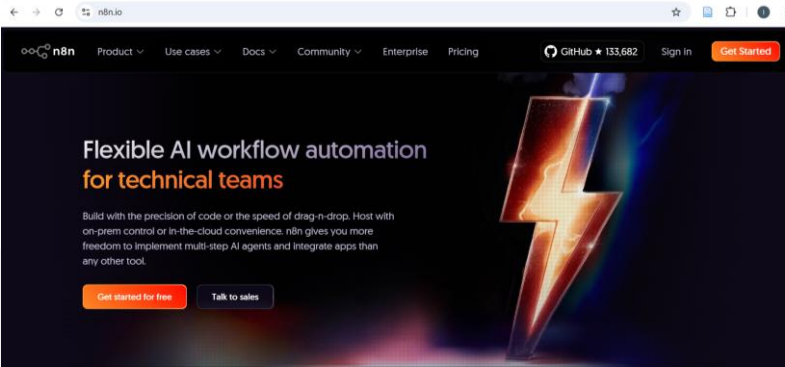 n8n.io
n8n Product Use cases Docs Community Enterprise Pricing GitHub ★ 133,682 Sign in Get Started
Flexible AI workflow automation
for technical teams
Build with the precision of code or the speed of drag-n-drop. Host with
on-prem control or in-the-cloud convenience. n8n gives you more
freedom to implement multi-step AI agents and integrate apps than
any other tool.
Get started for free Talk to sales